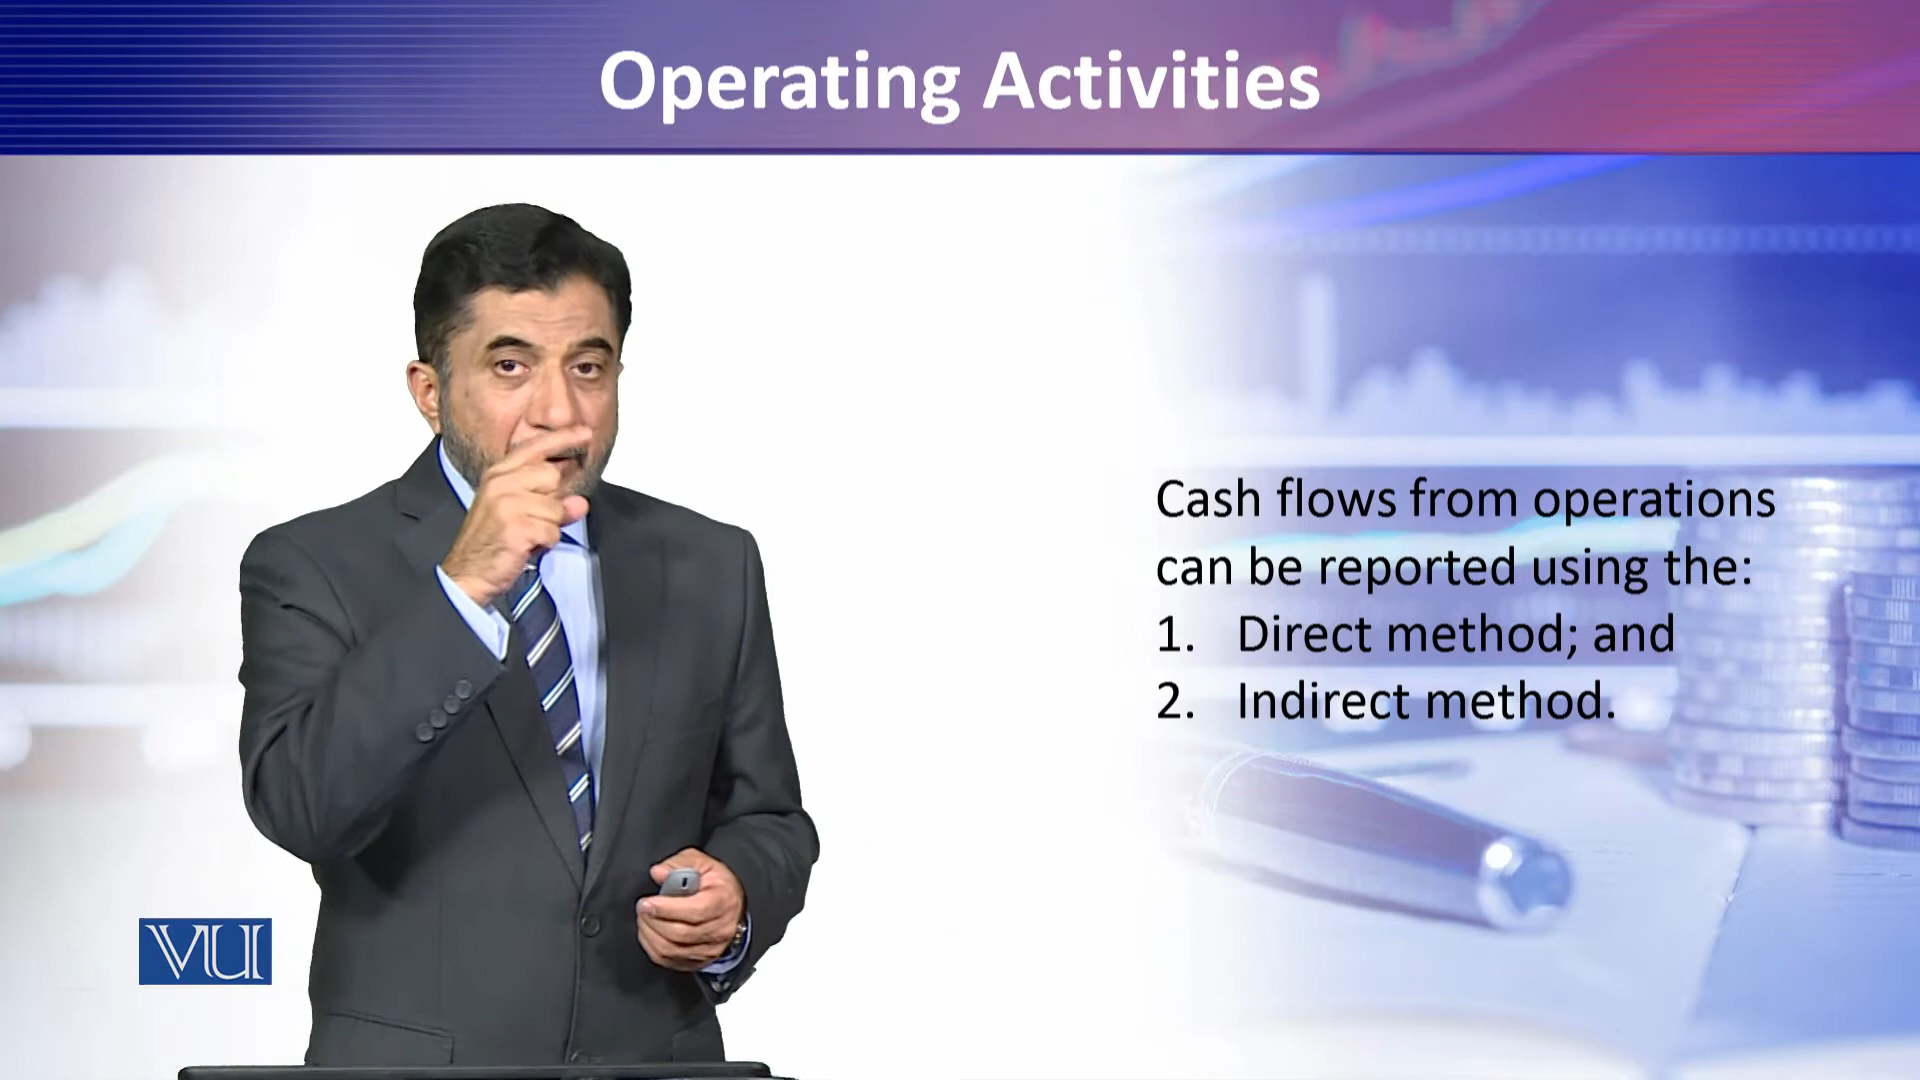 Operating Activities
Cash flows from operations
can be reported using the:
1. Direct method; and
2. Indirect method.
VU